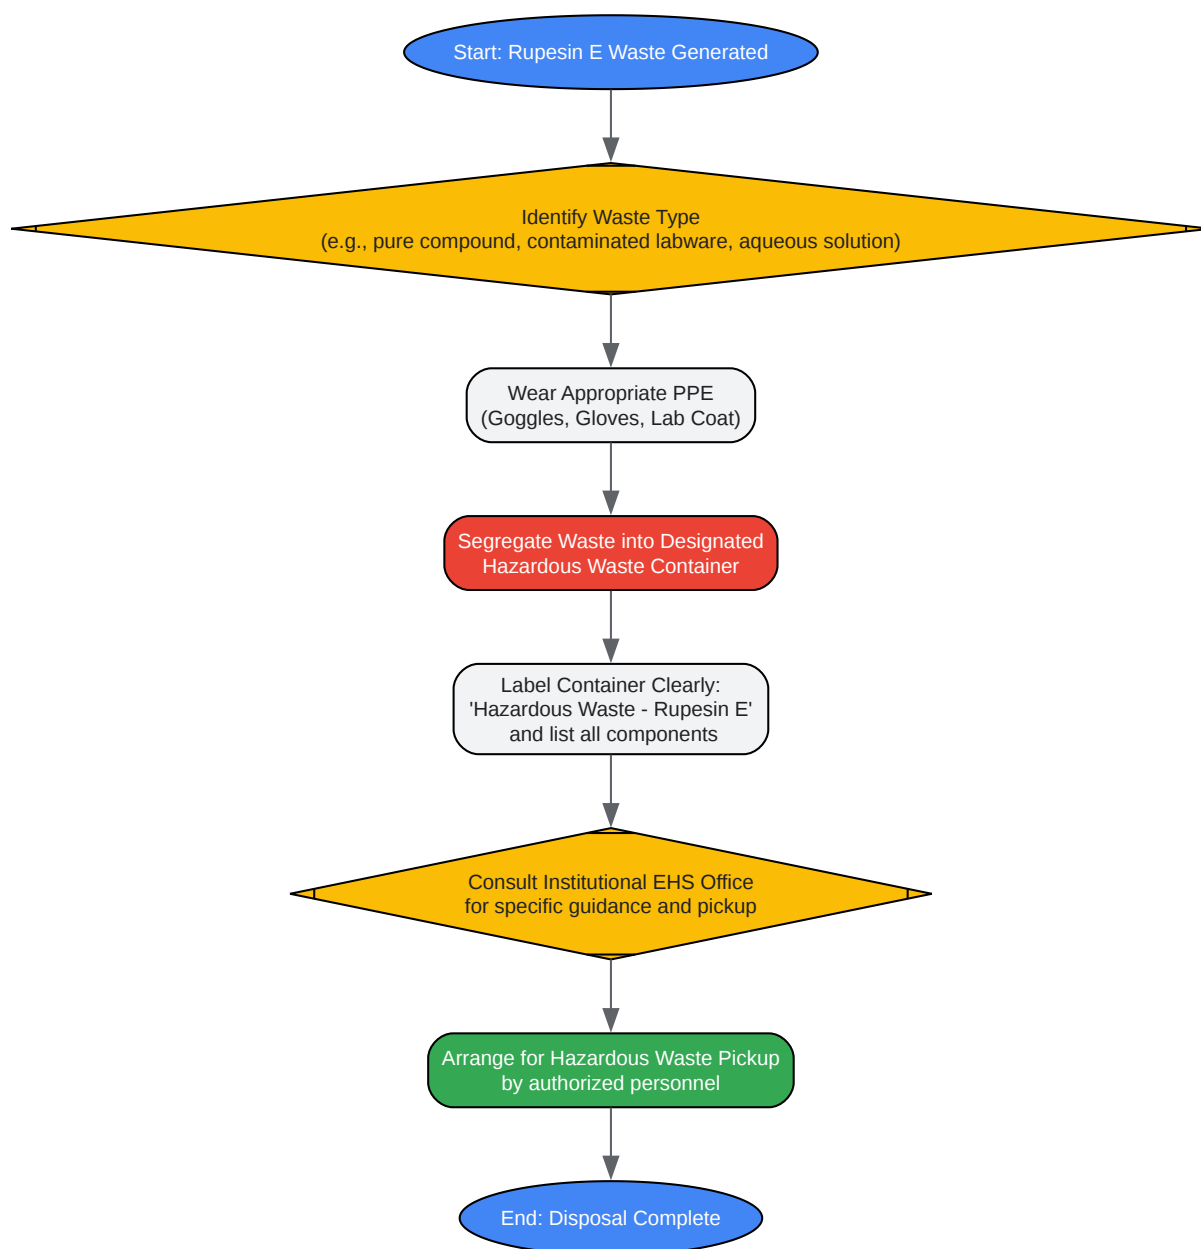 Start: Rupesin E Waste Generated
Identify Waste Type
(e.g., pure compound, contaminated labware, aqueous solution)
Wear Appropriate PPE
(Goggles, Gloves, Lab Coat)
Segregate Waste into Designated
Hazardous Waste Container
Label Container Clearly:
'Hazardous Waste - Rupesin E'
and list all components
Consult Institutional EHS Office
for specific guidance and pickup
Arrange for Hazardous Waste Pickup
by authorized personnel
End: Disposal Complete